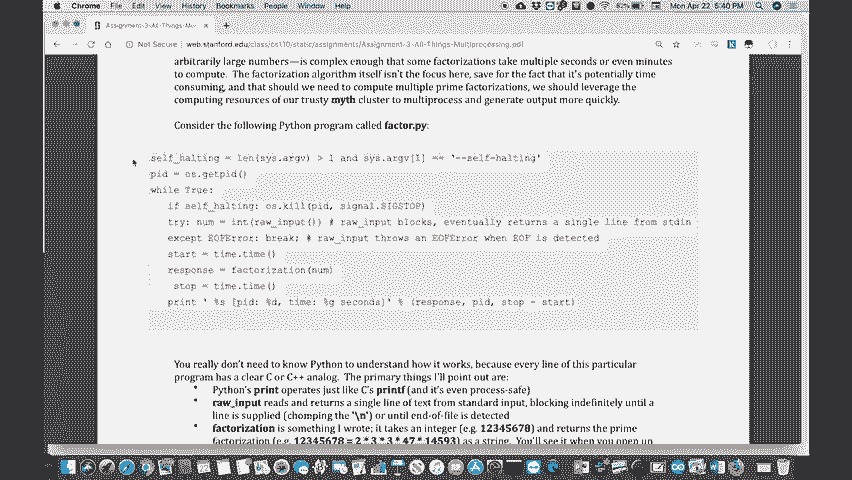 Chrome File Edit View History Bookmarks People Window Help 82% Mon Apr 22 5:40 PM
Assignment-3-All-Things-Mu
Not Secure web.stanford.edu/class/cs110/static/assignments/Assignment-3-All-Things-Multiprocessing.pdf
arbitrarily large numbers—is complex enough that some factorizations take multiple seconds or even minutes
to compute. The factorization algorithm itself isn't the focus here, save for the fact that it's potentially time
consuming, and that should we need to compute multiple prime factorizations, we should leverage the
computing resources of our trusty myth cluster to multiprocess and generate output more quickly.
Consider the following Python program called factor.py:
self_halting = len(sys.argv) > 1 and sys.argv[1] == '--self-halting'
pid = os.getpid()
while True:
if self_halting: os.kill(pid, signal.SIGSTOP)
try: num = int(raw_input()) # raw_input blocks, eventually returns a single line from stdin
except EOFError: break; # raw_input throws an EOFError when EOF is detected
start = time.time()
response = factorization(num)
stop = time.time()
print ' %s [pid: %d, time: %g seconds]' % (response, pid, stop - start)
You really don't need to know Python to understand how it works, because every line of this particular
program has a clear C or C++ analog. The primary things I'll point out are:
• Python's print operates just like C's printf (and it's even process-safe)
• raw_input reads and returns a single line of text from standard input, blocking indefinitely until a
line is supplied (chomping the '\n') or until end-of-file is detected
• factorization is something I wrote; it takes an integer (e.g. 12345678) and returns the prime
factorization (e.g. 12345678 = 2 * 3 * 3 * 47 * 14593) as a string. You'll see it when you open up